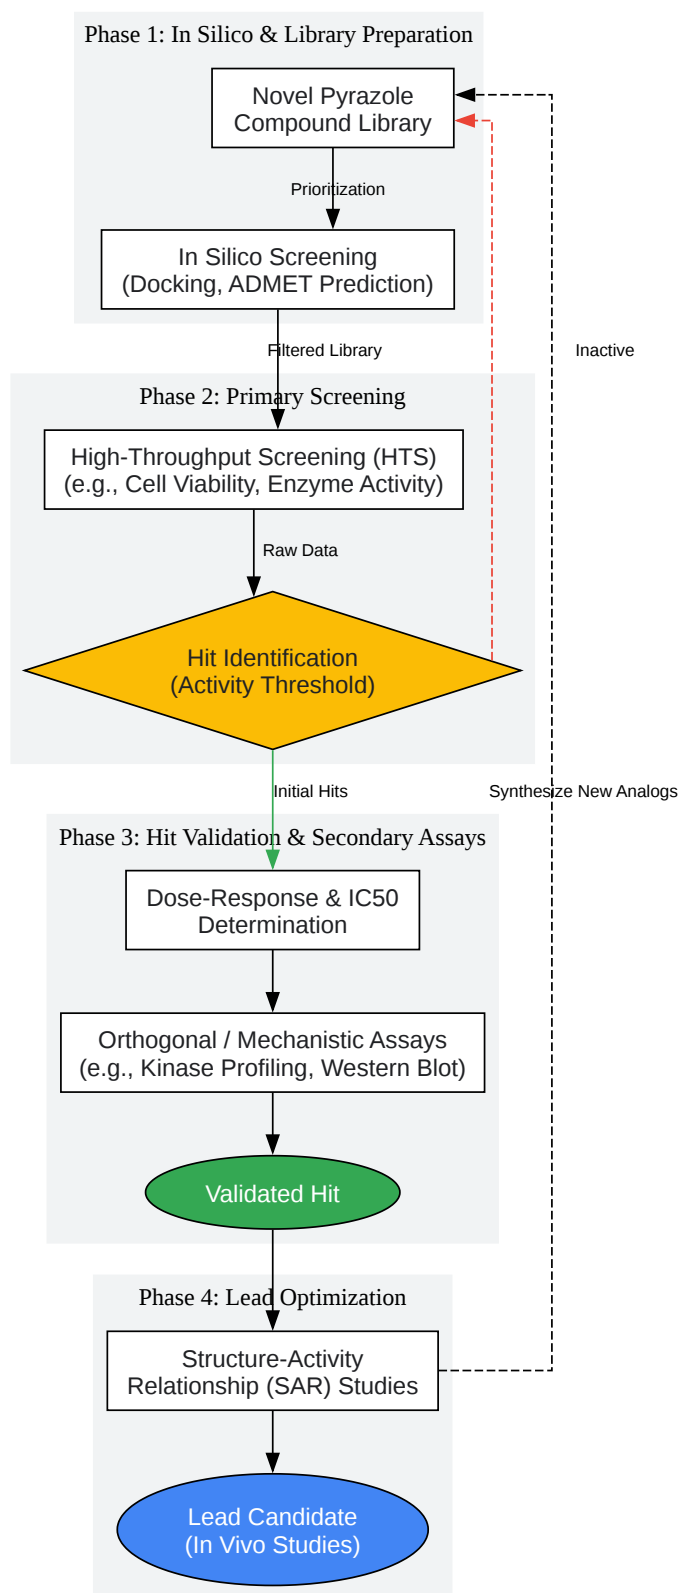 Phase 1: In Silico & Library Preparation
Novel Pyrazole
Compound Library
Prioritization
In Silico Screening
(Docking, ADMET Prediction)
Filtered Library
Inactive
Phase 2: Primary Screening
High-Throughput Screening (HTS)
(e.g., Cell Viability, Enzyme Activity)
Raw Data
Hit Identification
(Activity Threshold)
Initial Hits
Synthesize New Analogs
Phase 3: Hit Validation & Secondary Assays
Dose-Response & IC50
Determination
Orthogonal / Mechanistic Assays
(e.g., Kinase Profiling, Western Blot)
Validated Hit
Phase 4: Lead Optimization
Structure-Activity
Relationship (SAR) Studies
Lead Candidate
(In Vivo Studies)